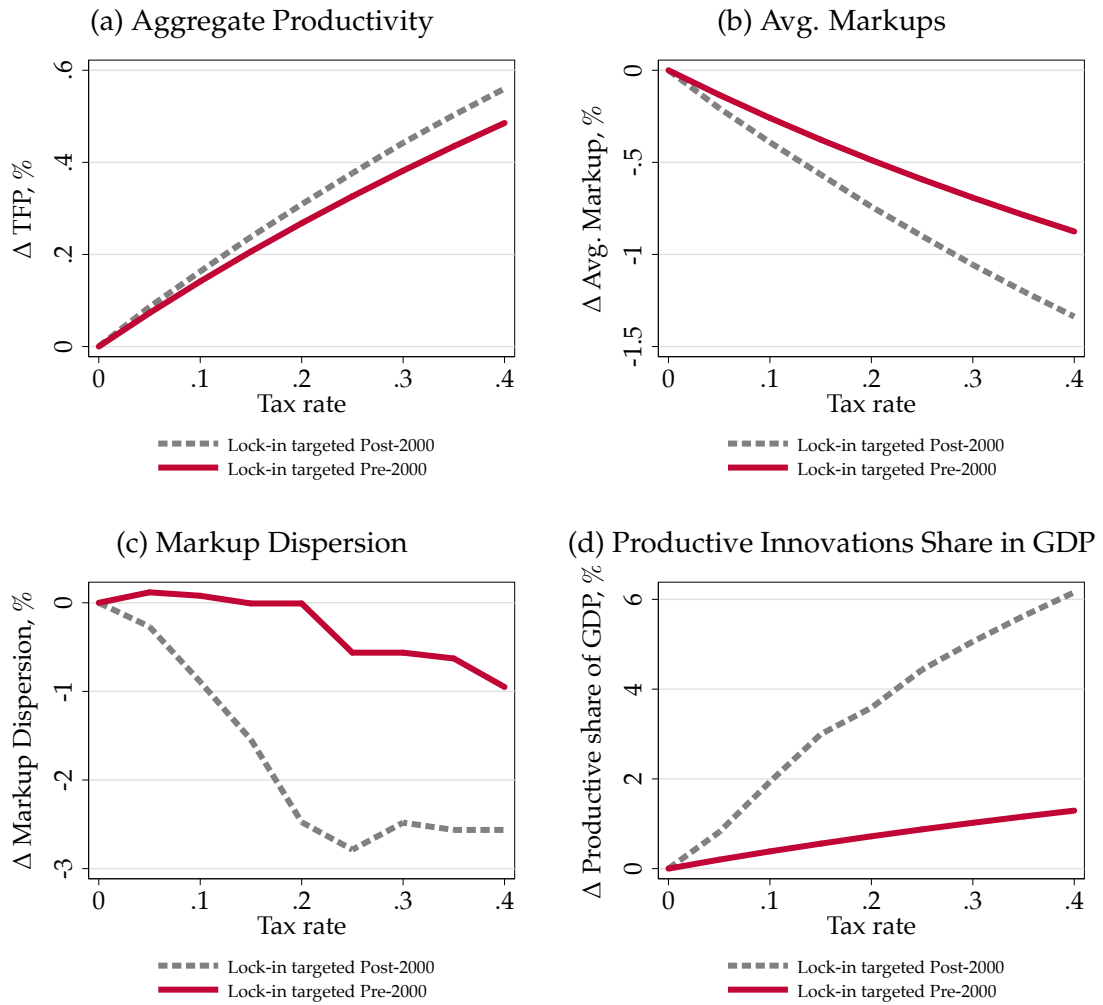 (a) Aggregate Productivity
Δ TFP, %
.6
.4
.2
0
0 .1 .2 .3 .4
Tax rate
Lock-in targeted Post-2000
Lock-in targeted Pre-2000
(b) Avg. Markups
Δ Avg. Markup, %
0
-.5
-1
-1.5
0 .1 .2 .3 .4
Tax rate
Lock-in targeted Post-2000
Lock-in targeted Pre-2000
(c) Markup Dispersion
Δ Markup Dispersion, %
0
-1
-2
-3
0 .1 .2 .3 .4
Tax rate
Lock-in targeted Post-2000
Lock-in targeted Pre-2000
(d) Productive Innovations Share in GDP
Δ Productive share of GDP, %
6
4
2
0
0 .1 .2 .3 .4
Tax rate
Lock-in targeted Post-2000
Lock-in targeted Pre-2000